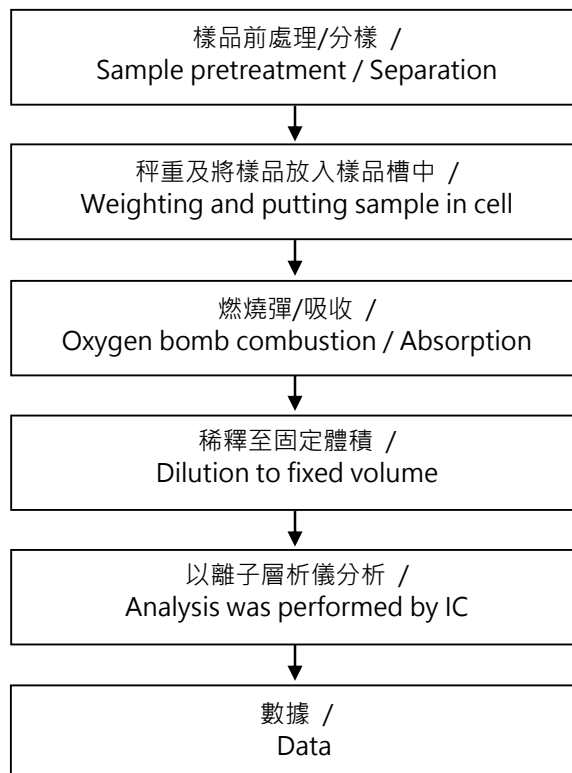 樣品前處理/分樣 /
Sample pretreatment / Separation
秤重及將樣品放入樣品槽中 /
Weighting and putting sample in cell
燃燒彈/吸收 /
Oxygen bomb combustion / Absorption
稀釋至固定體積 /
Dilution to fixed volume
以離子層析儀分析 /
Analysis was performed by IC
數據 /
Data